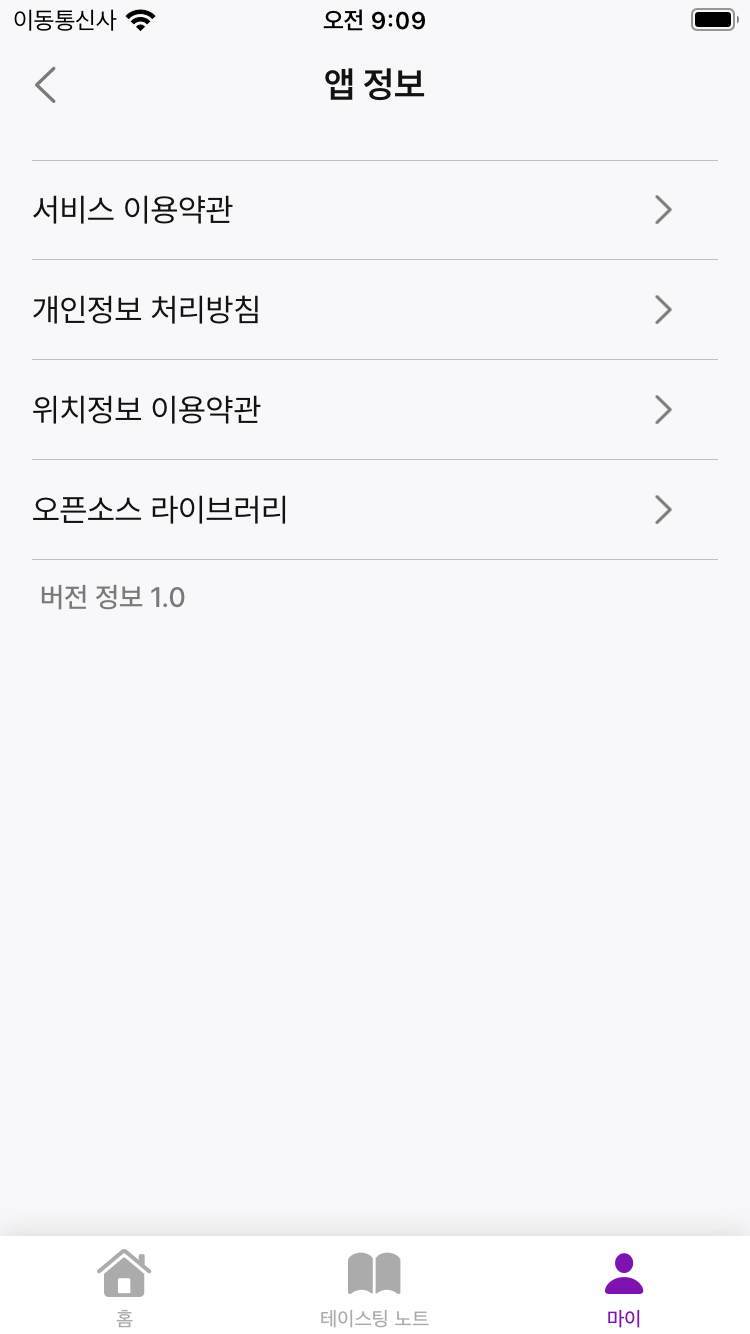 이동통신사 오전 9:09
앱 정보
서비스 이용약관
개인정보 처리방침
위치정보 이용약관
오픈소스 라이브러리
버전 정보 1.0
홈 테이스팅 노트 마이